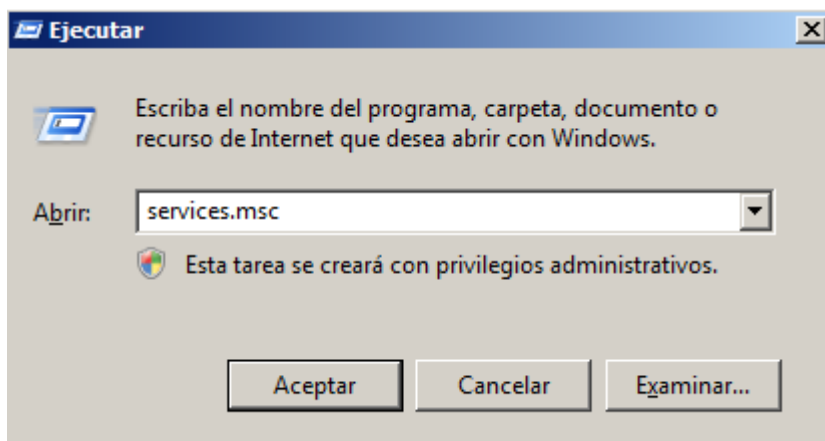 Ejecutar
Escriba el nombre del programa, carpeta, documento o
recurso de Internet que desea abrir con Windows.
Abrir: services.msc
Esta tarea se creará con privilegios administrativos.
Aceptar Cancelar Examinar...